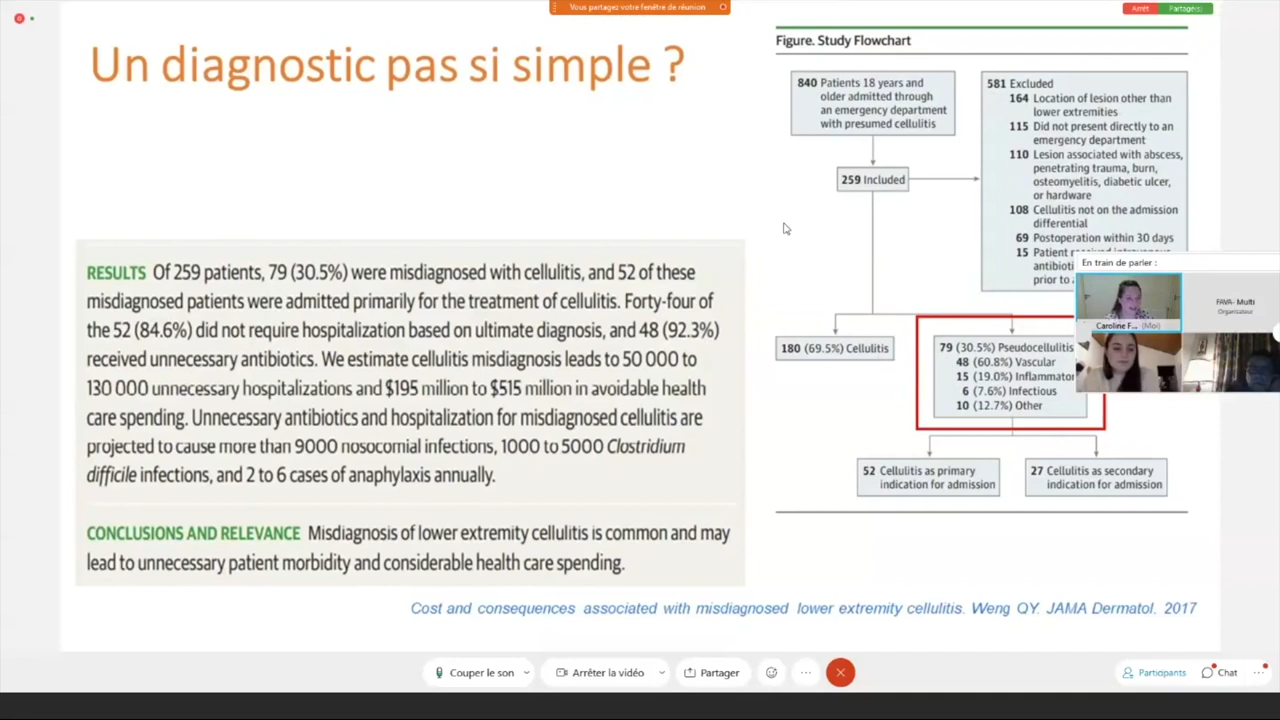 Vous partagez votre fenêtre de réunion
Arrêt
Partagé(s)
Un diagnostic pas si simple ?
RESULTS Of 259 patients, 79 (30.5%) were misdiagnosed with cellulitis, and 52 of these
misdiagnosed patients were admitted primarily for the treatment of cellulitis. Forty-four of
the 52 (84.6%) did not require hospitalization based on ultimate diagnosis, and 48 (92.3%)
received unnecessary antibiotics. We estimate cellulitis misdiagnosis leads to 50 000 to
130 000 unnecessary hospitalizations and $195 million to $515 million in avoidable health
care spending. Unnecessary antibiotics and hospitalization for misdiagnosed cellulitis are
projected to cause more than 9000 nosocomial infections, 1000 to 5000 Clostridium
difficile infections, and 2 to 6 cases of anaphylaxis annually.
CONCLUSIONS AND RELEVANCE Misdiagnosis of lower extremity cellulitis is common and may
lead to unnecessary patient morbidity and considerable health care spending.
Figure. Study Flowchart
840 Patients 18 years and
older admitted through
an emergency department
with presumed cellulitis
259 Included
581 Excluded
164 Location of lesion other than
lower extremities
115 Did not present directly to an
emergency department
110 Lesion associated with abscess,
penetrating trauma, burn,
osteomyelitis, diabetic ulcer,
or hardware
108 Cellulitis not on the admission
differential
69 Postoperation within 30 days
15 Patient received intravenous
antibioti
prior to
180 (69.5%) Cellulitis
79 (30.5%) Pseudocellulitis
48 (60.8%) Vascular
15 (19.0%) Inflammator
6 (7.6%) Infectious
10 (12.7%) Other
52 Cellulitis as primary
indication for admission
27 Cellulitis as secondary
indication for admission
En train de parler :
Caroline F... (Moi)
FAVA- Multi
Organisateur
Cost and consequences associated with misdiagnosed lower extremity cellulitis. Weng QY. JAMA Dermatol. 2017
Couper le son
Arrêter la vidéo
Partager
Participants
Chat